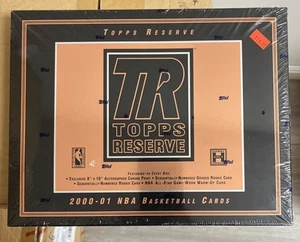 TOPPS RESERVE
TR
TOPPS
RESERVE
FEATURING IN EVERY BOX:
• EXCLUSIVE 8" x 10" AUTOGRAPHED CANVAS PRINT • SEQUENTIALLY-NUMBERED GRADED ROOKIE CARD
• SEQUENTIALLY-NUMBERED ROOKIE CARD • NBA ALL-STAR GAME-WORN WARM-UP CARD
2000-01 NBA BASKETBALL CARDS